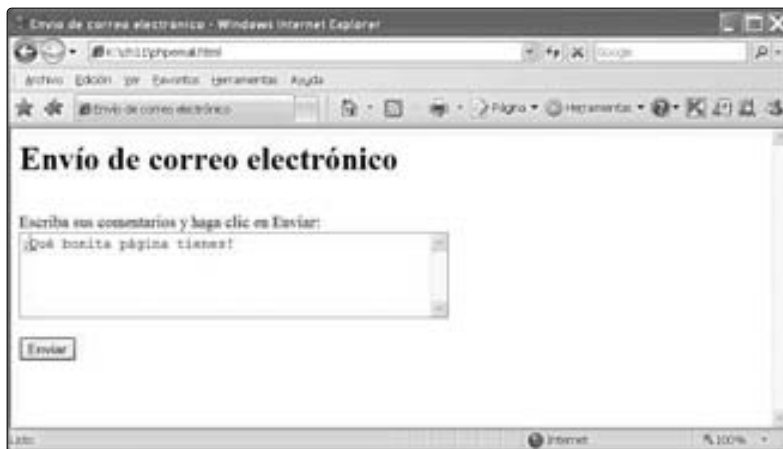 Envío de correo electrónico - Windows Internet Explorer
Google
Archivo Edición Ver Favoritos Herramientas Ayuda
Envío de correo electrónico
Página Herramientas
Envío de correo electrónico
Escriba sus comentarios y haga clic en Enviar:
¡Qué bonita página tienes!
Enviar
Listo
Internet
100%